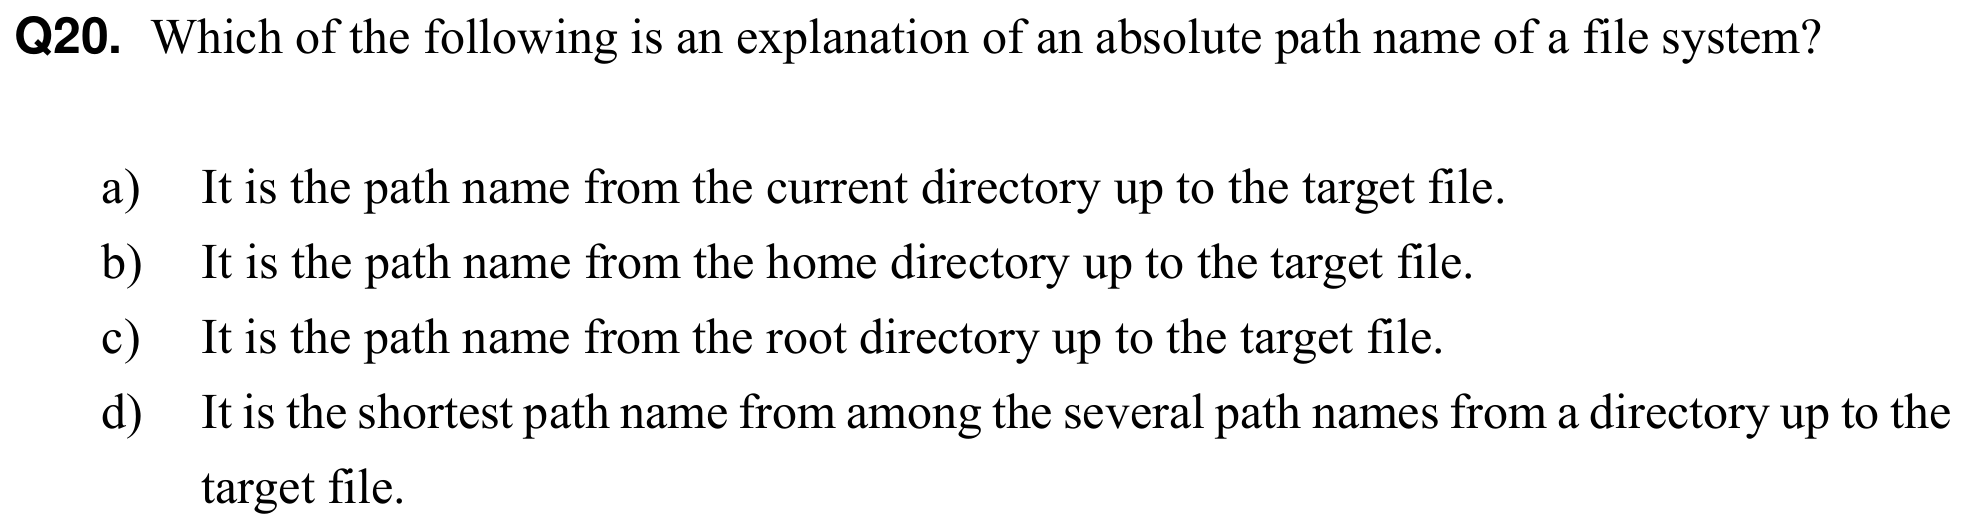 Q20. Which of the following is an explanation of an absolute path name of a file system?
a) It is the path name from the current directory up to the target file.
b) It is the path name from the home directory up to the target file.
c) It is the path name from the root directory up to the target file.
d) It is the shortest path name from among the several path names from a directory up to the
target file.